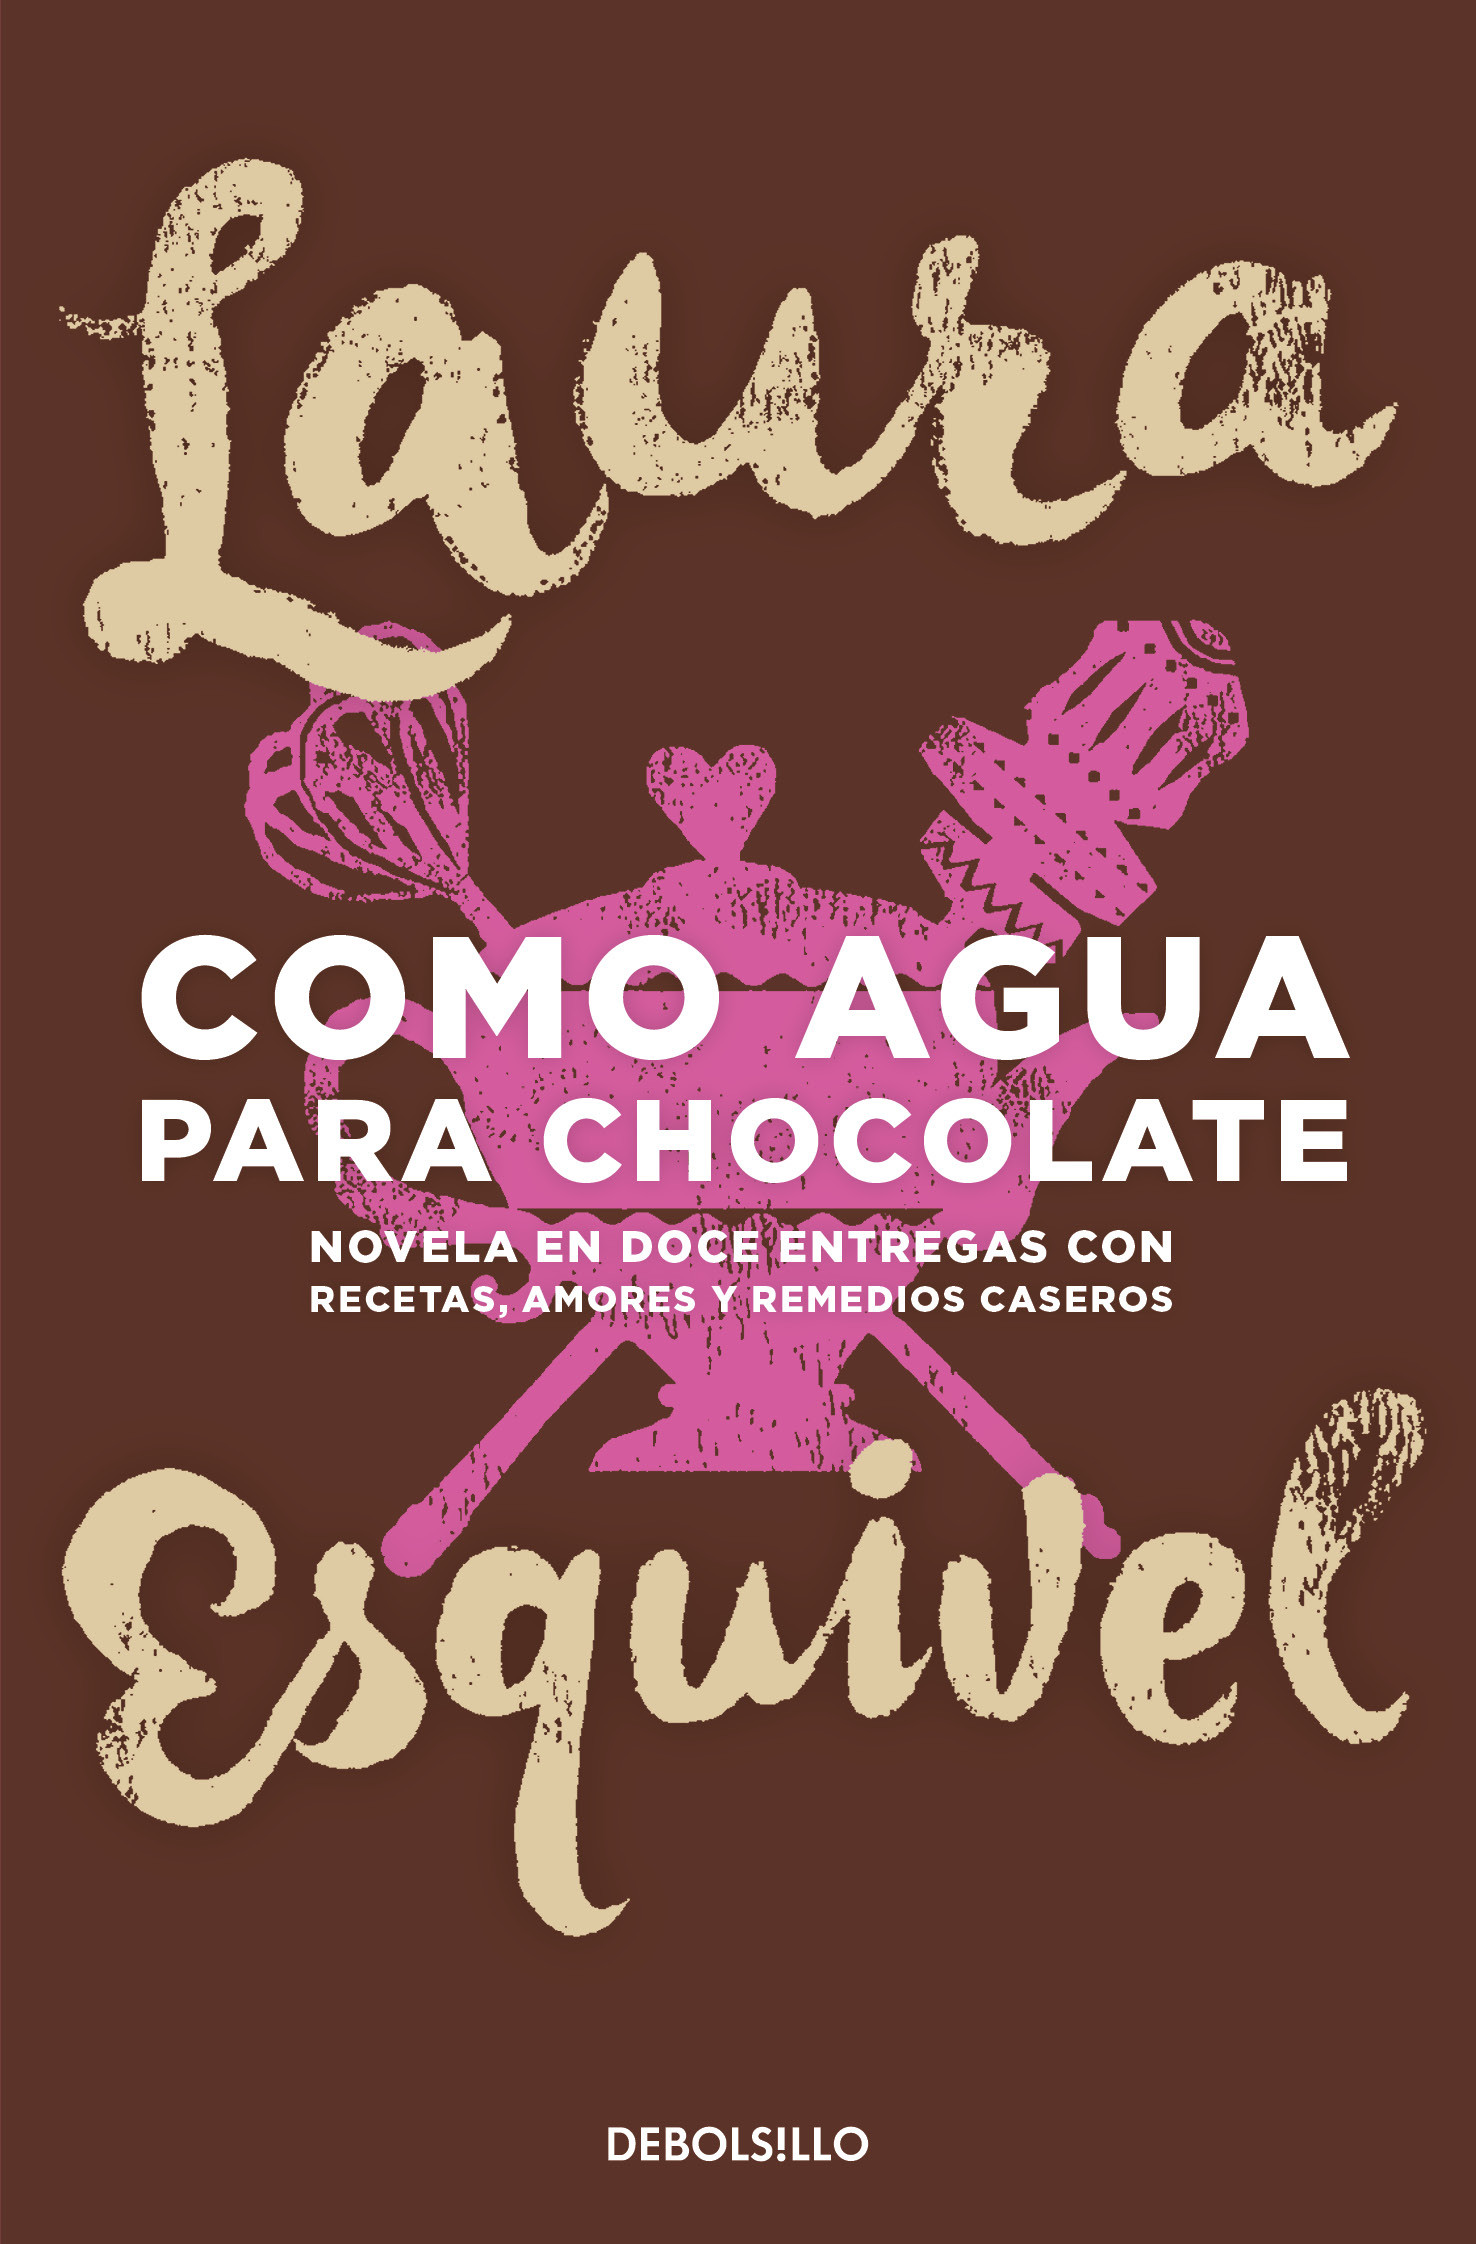 Laura
COMO AGUA
PARA CHOCOLATE
NOVELA EN DOCE ENTREGAS CON
RECETAS, AMORES Y REMEDIOS CASEROS
Esquivel
DEBOLS!LLO